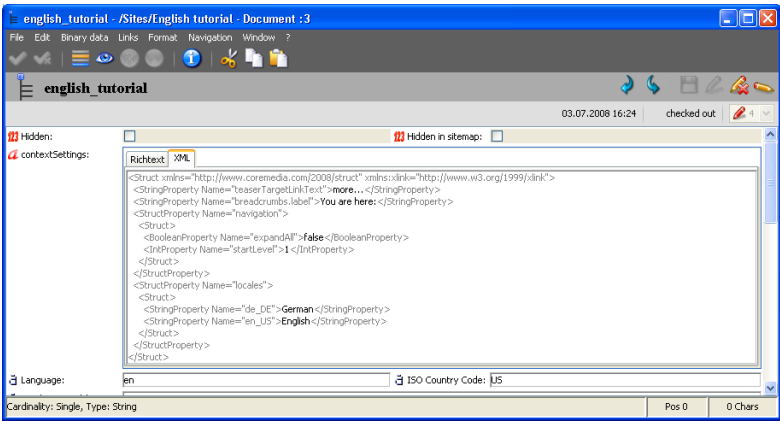 english_tutorial - /Sites/English tutorial - Document : 3
File Edit Binary data Links Format Navigation Window ?
english_tutorial
03.07.2008 16:24 checked out 4
123 Hidden: 123 Hidden in sitemap:
a contextSettings:
Richtext XML
<Struct xmlns="http://www.coremedia.com/2008/struct" xmlns:xlink="http://www.w3.org/1999/xlink">
<StringProperty Name="teaserTargetLinkText">more...</StringProperty>
<StringProperty Name="breadcrumbs.label">You are here:</StringProperty>
<StructProperty Name="navigation">
<Struct>
<BooleanProperty Name="expandAll">false</BooleanProperty>
<IntProperty Name="startLevel">1</IntProperty>
</Struct>
</StructProperty>
<StructProperty Name="locales">
<Struct>
<StringProperty Name="de_DE">German</StringProperty>
<StringProperty Name="en_US">English</StringProperty>
</Struct>
</StructProperty>
</Struct>
a Language: en a ISO Country Code: US
Cardinality: Single, Type: String Pos 0 0 Chars